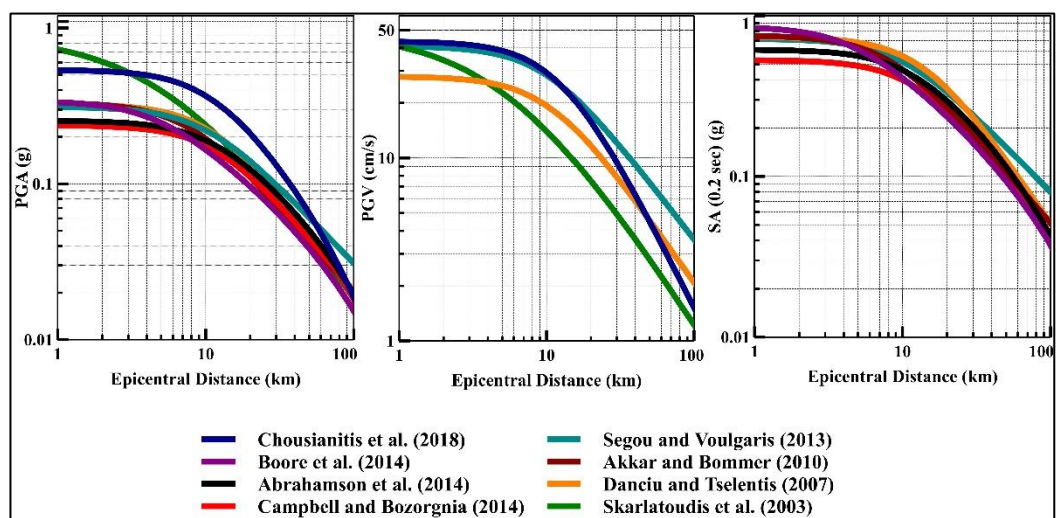 1
0.1
0.01
PGA (g)
1
10
100
Epicentral Distance (km)
50
10
1
PGV (cm/s)
1
10
100
Epicentral Distance (km)
1
0.1
0.01
SA (0.2 sec) (g)
1
10
100
Epicentral Distance (km)
Chousianitis et al. (2018)
Boore et al. (2014)
Abrahamson et al. (2014)
Campbell and Bozorgnia (2014)
Segou and Voulgaris (2013)
Akkar and Bommer (2010)
Danciu and Tselentis (2007)
Skarlatoudis et al. (2003)